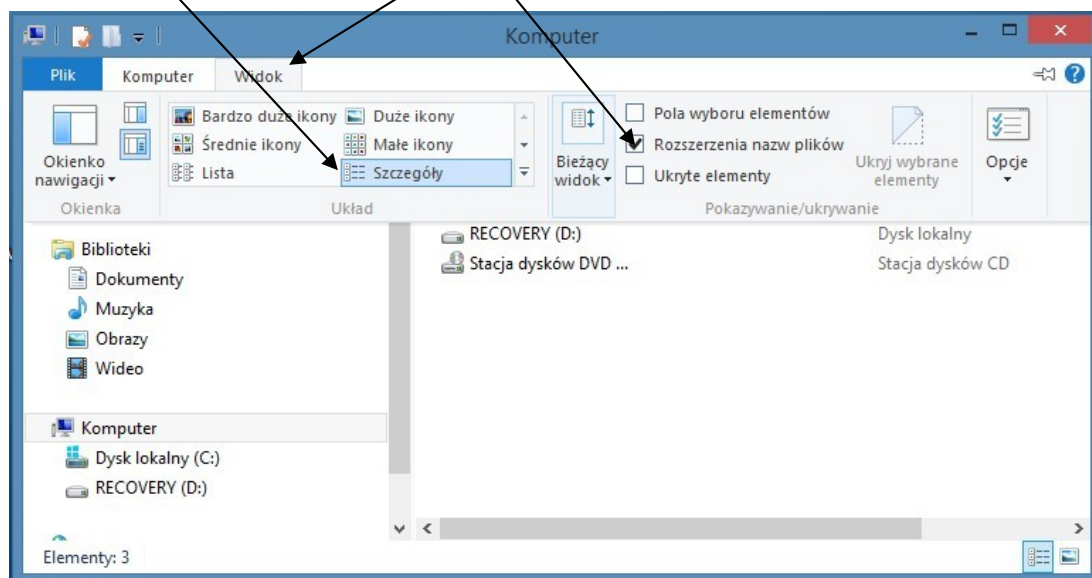 Komputer
Plik Komputer Widok
Bardzo duże ikony Duże ikony
Średnie ikony Małe ikony
Lista Szczegóły
Okienko nawigacji
Bieżący widok
Pola wyboru elementów
Rozszerzenia nazw plików
Ukryte elementy
Ukryj wybrane elementy
Opcje
Okienka Układ Pokazywanie/ukrywanie
Biblioteki
Dokumenty
Muzyka
Obrazy
Wideo
Komputer
Dysk lokalny (C:)
RECOVERY (D:)
RECOVERY (D:) Dysk lokalny
Stacja dysków DVD ... Stacja dysków CD
Elementy: 3